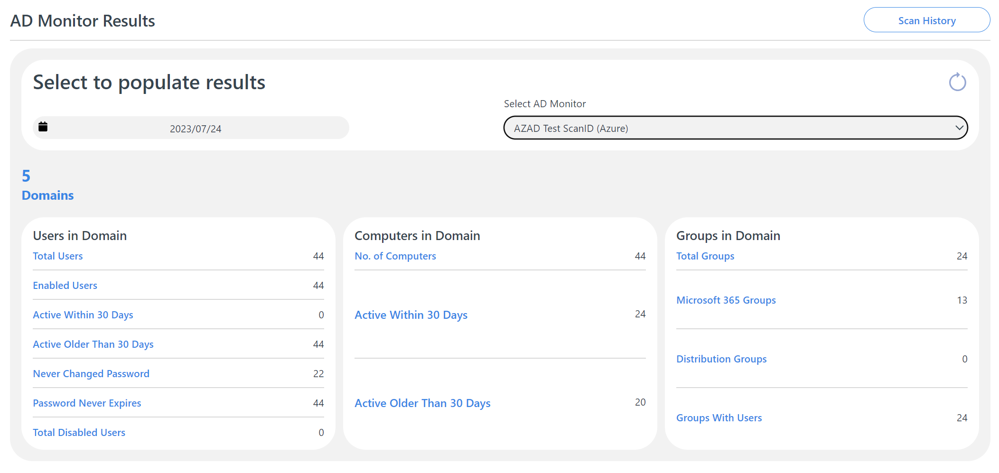 AD Monitor Results
Scan History
Select to populate results
Select AD Monitor
2023/07/24
AZAD Test ScanID (Azure)
5
Domains
Users in Domain
Total Users 44
Enabled Users 44
Active Within 30 Days 0
Active Older Than 30 Days 44
Never Changed Password 22
Password Never Expires 44
Total Disabled Users 0
Computers in Domain
No. of Computers 44
Active Within 30 Days 24
Active Older Than 30 Days 20
Groups in Domain
Total Groups 24
Microsoft 365 Groups 13
Distribution Groups 0
Groups With Users 24